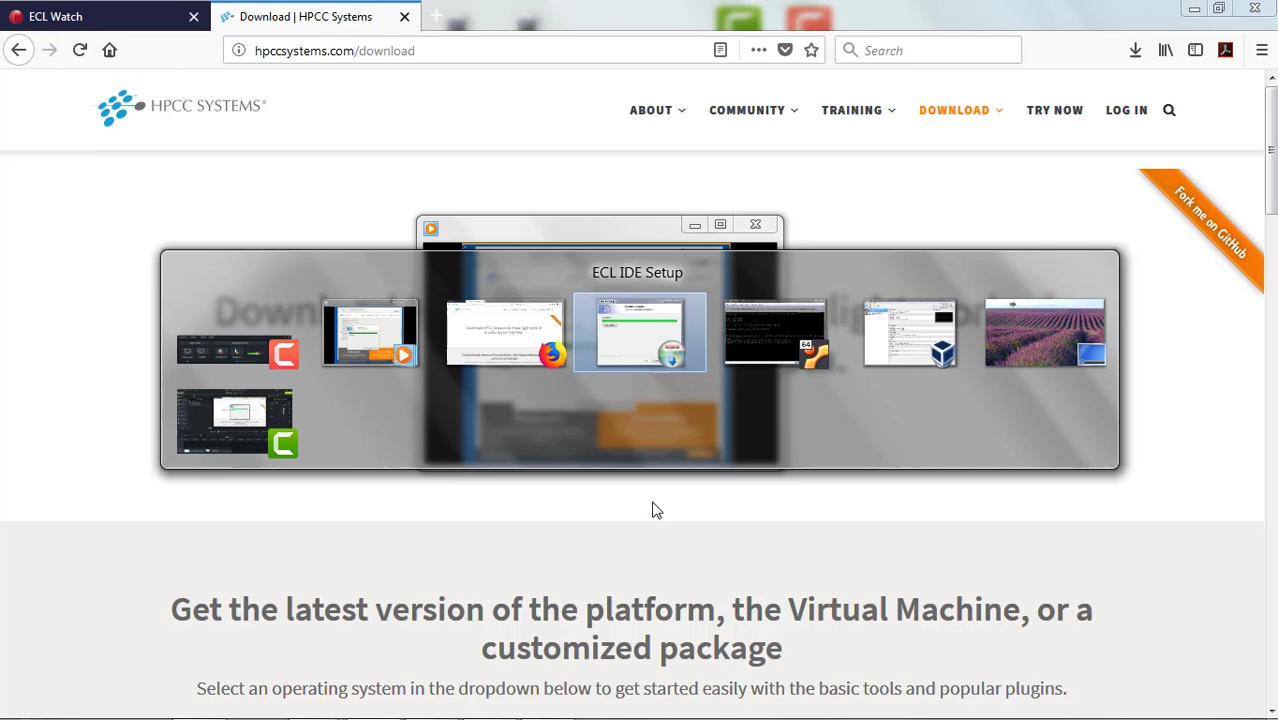 ECL Watch
Download | HPCC Systems
hpccsystems.com/download
Search
HPCC SYSTEMS®
ABOUT
COMMUNITY
TRAINING
DOWNLOAD
TRY NOW
LOG IN
Fork me on GitHub
ECL IDE Setup
64
Get the latest version of the platform, the Virtual Machine, or a
customized package
Select an operating system in the dropdown below to get started easily with the basic tools and popular plugins.